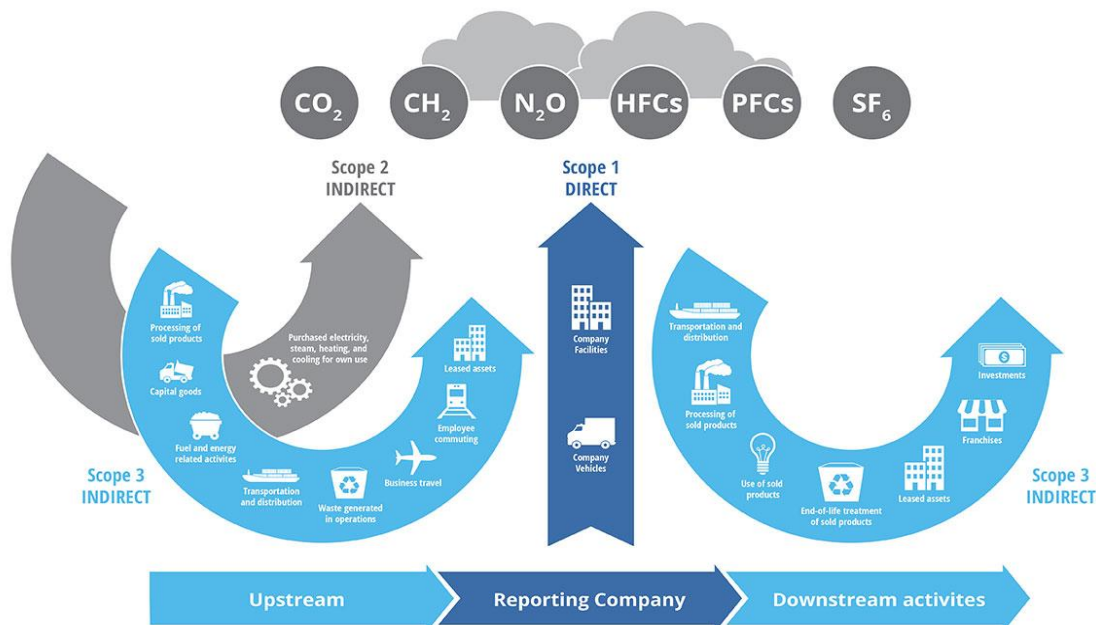 CO2
CH2
N2O
HFCs
PFCs
SF6
Scope 2
INDIRECT
Scope 1
DIRECT
Purchased electricity,
steam, heating, and
cooling for own use
Scope 3
INDIRECT
Processing of
sold products
Capital goods
Fuel and energy
related activites
Transportation
and distribution
Waste generated
in operations
Business travel
Employee
commuting
Leased assets
Company
Facilities
Company
Vehicles
Transportation and
distribution
Processing of
sold products
Use of sold
products
End-of-life treatment
of sold products
Leased assets
Franchises
Investments
$
Scope 3
INDIRECT
Upstream
Reporting Company
Downstream activites